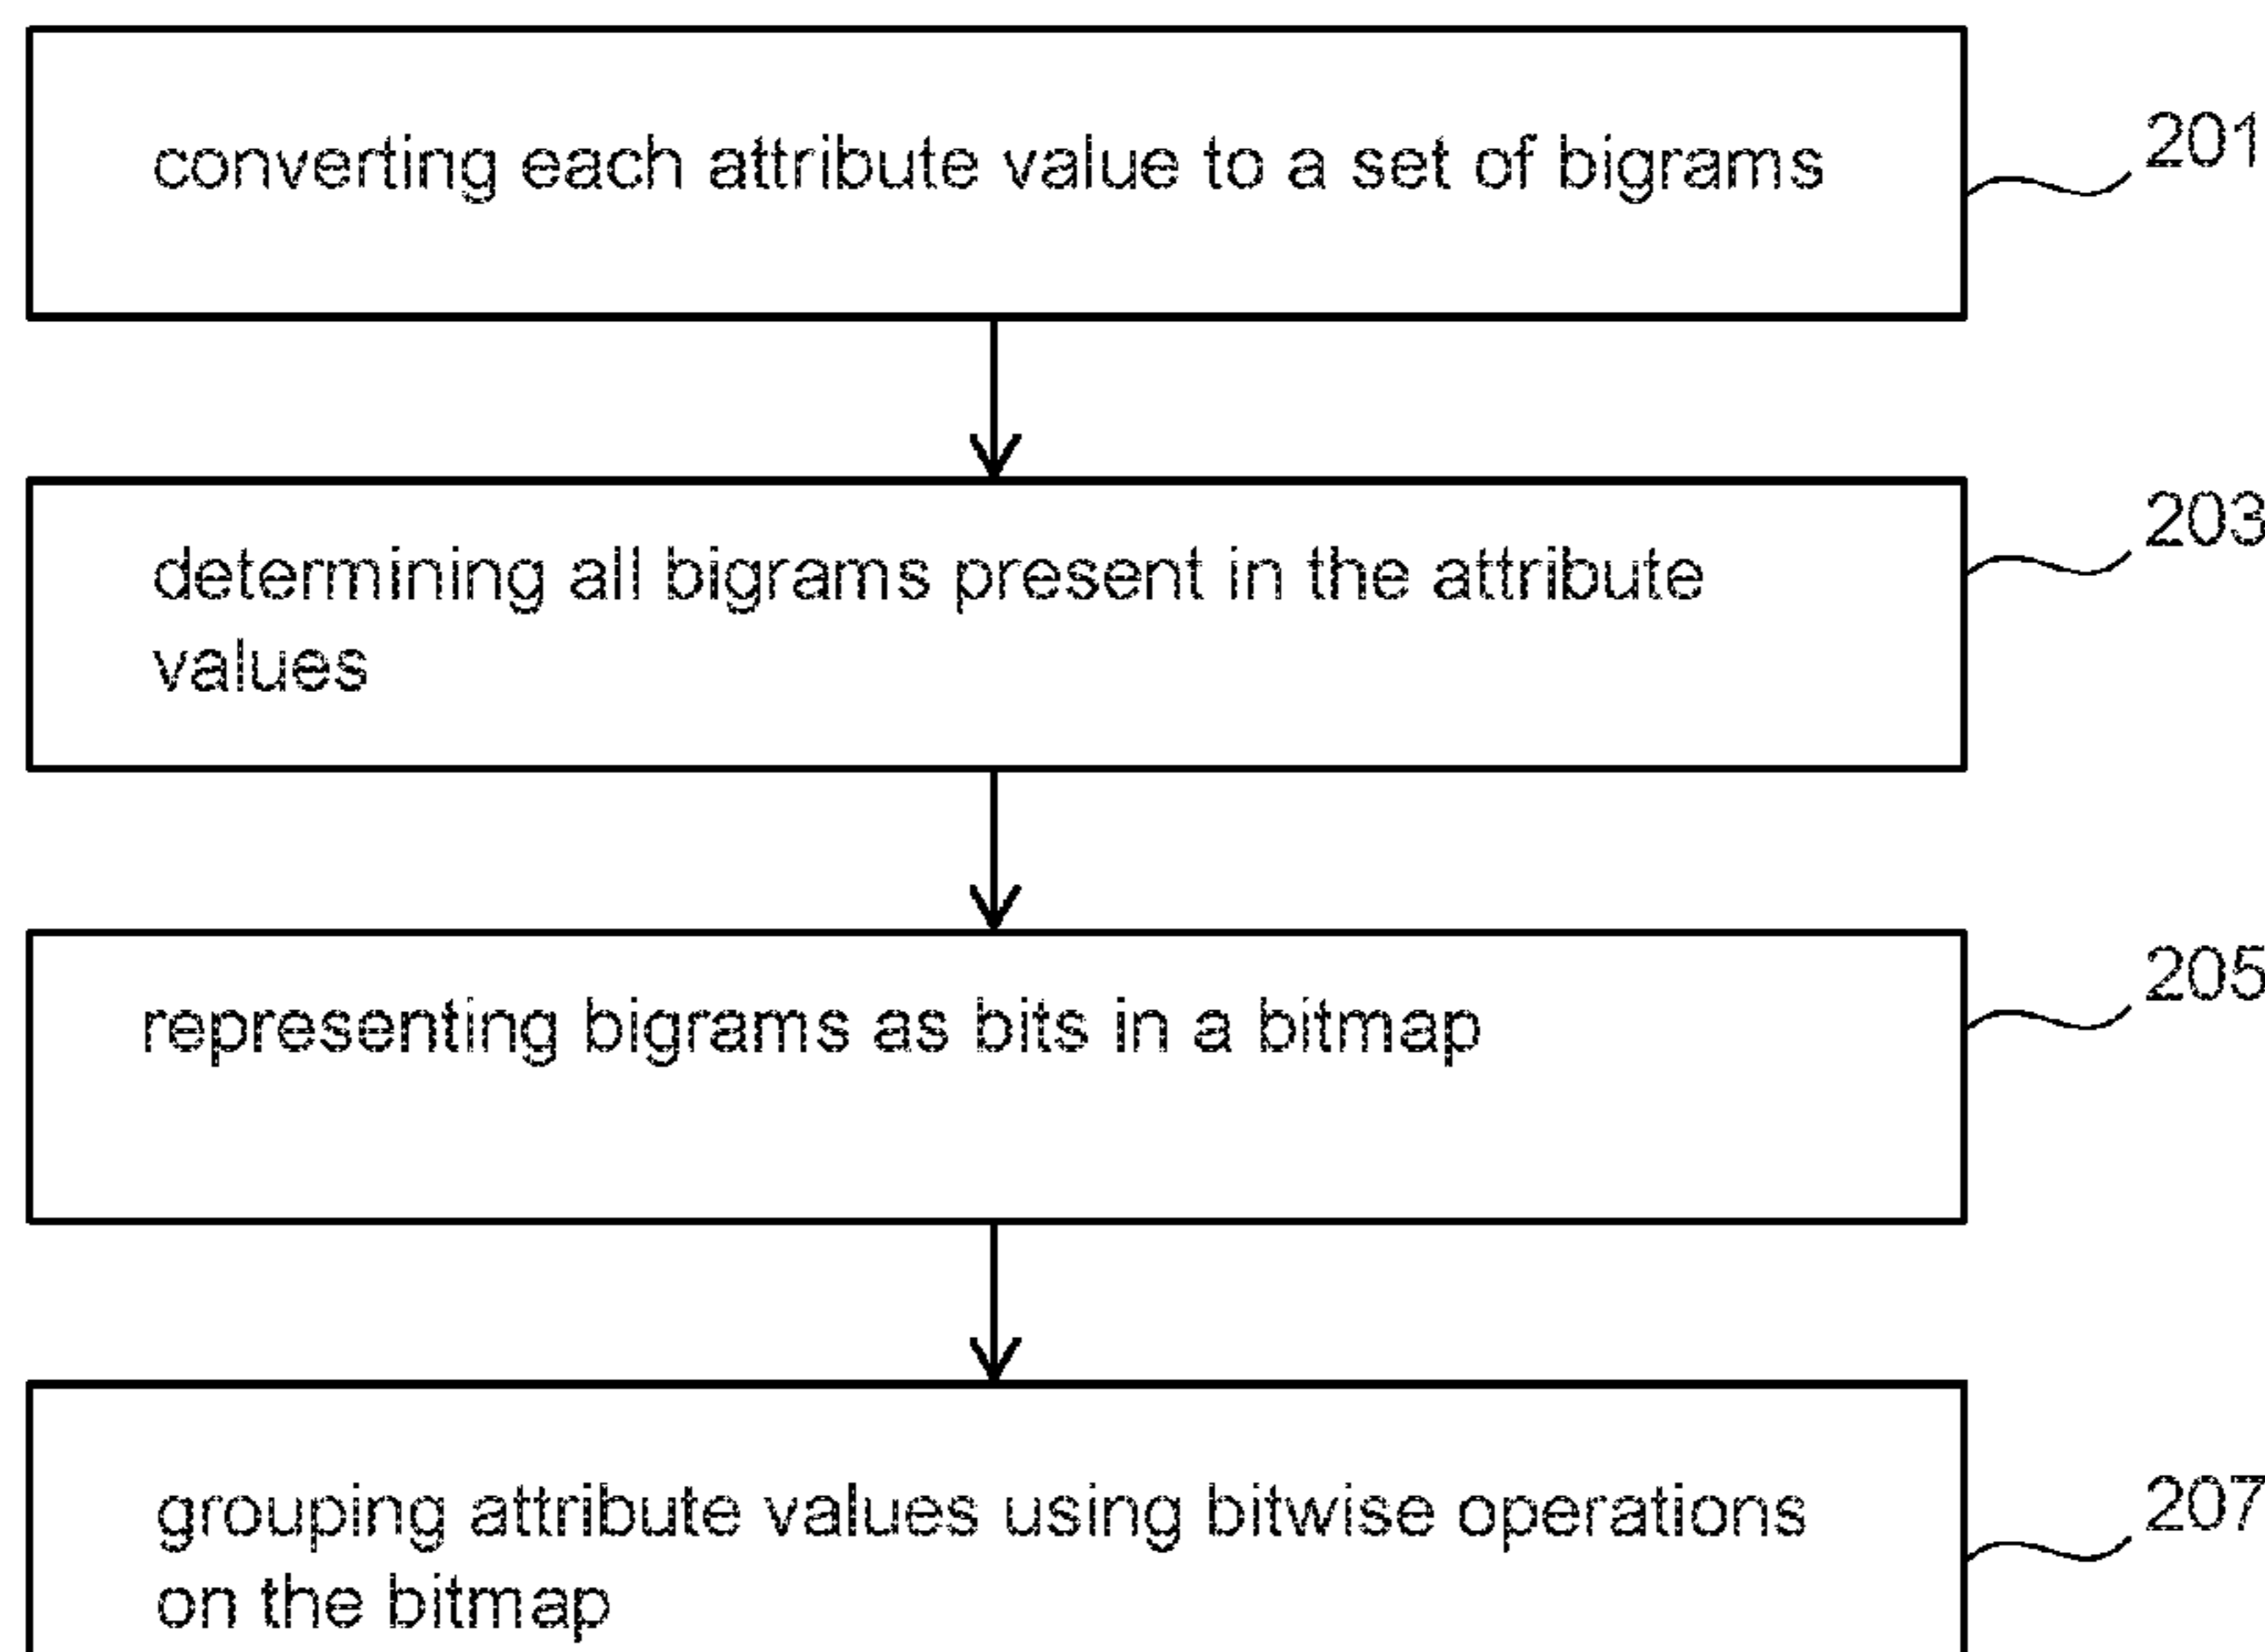 converting each attribute value to a set of bigrams
201
determining all bigrams present in the attribute
values
203
representing bigrams as bits in a bitmap
205
grouping attribute values using bitwise operations
on the bitmap
207